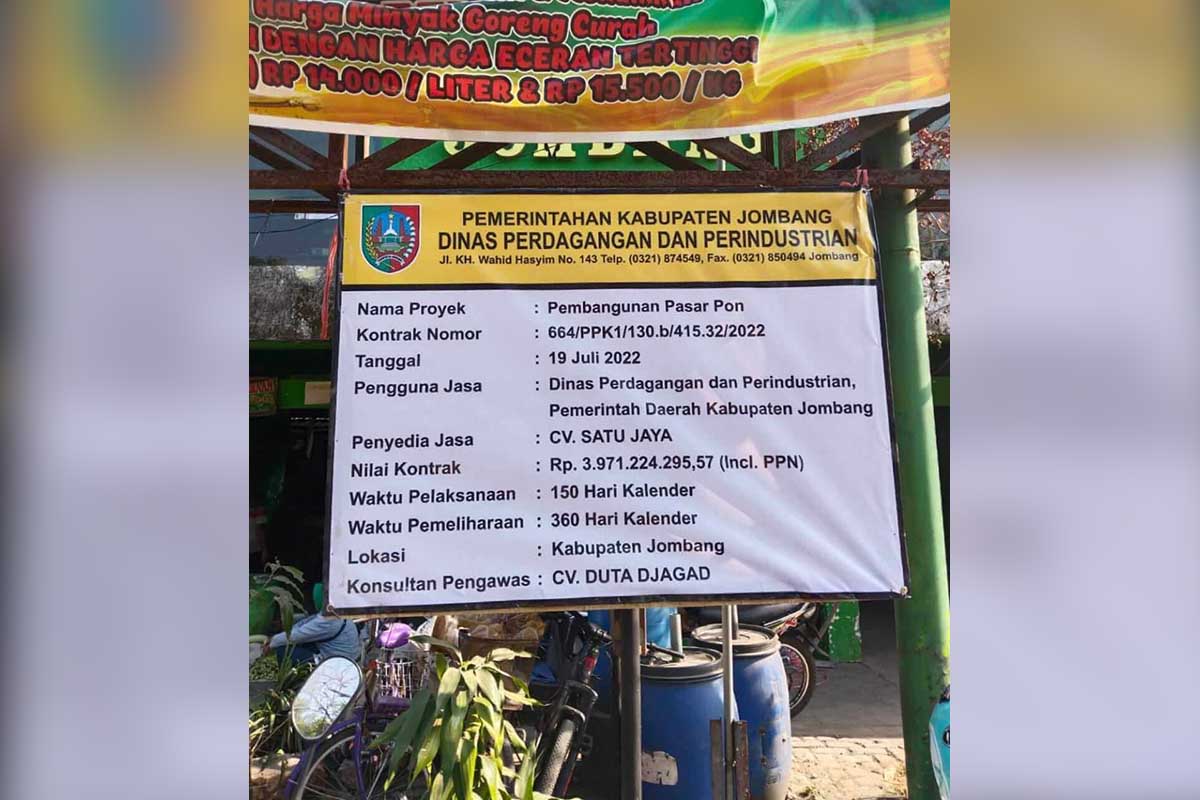 Harga Minyak Goreng Curah
DENGAN HARGA ECERAN TERTINGGI
RP 14.000 / LITER & RP 15.500 / KG
JOMBANG
PEMERINTAHAN KABUPATEN JOMBANG
DINAS PERDAGANGAN DAN PERINDUSTRIAN
Jl. KH. Wahid Hasyim No. 143 Telp. (0321) 874549, Fax. (0321) 850494 Jombang
Nama Proyek : Pembangunan Pasar Pon
Kontrak Nomor : 664/PPK1/130.b/415.32/2022
Tanggal : 19 Juli 2022
Pengguna Jasa : Dinas Perdagangan dan Perindustrian,
Pemerintah Daerah Kabupaten Jombang
Penyedia Jasa : CV. SATU JAYA
Nilai Kontrak : Rp. 3.971.224.295,57 (Incl. PPN)
Waktu Pelaksanaan : 150 Hari Kalender
Waktu Pemeliharaan : 360 Hari Kalender
Lokasi : Kabupaten Jombang
Konsultan Pengawas : CV. DUTA DJAGAD